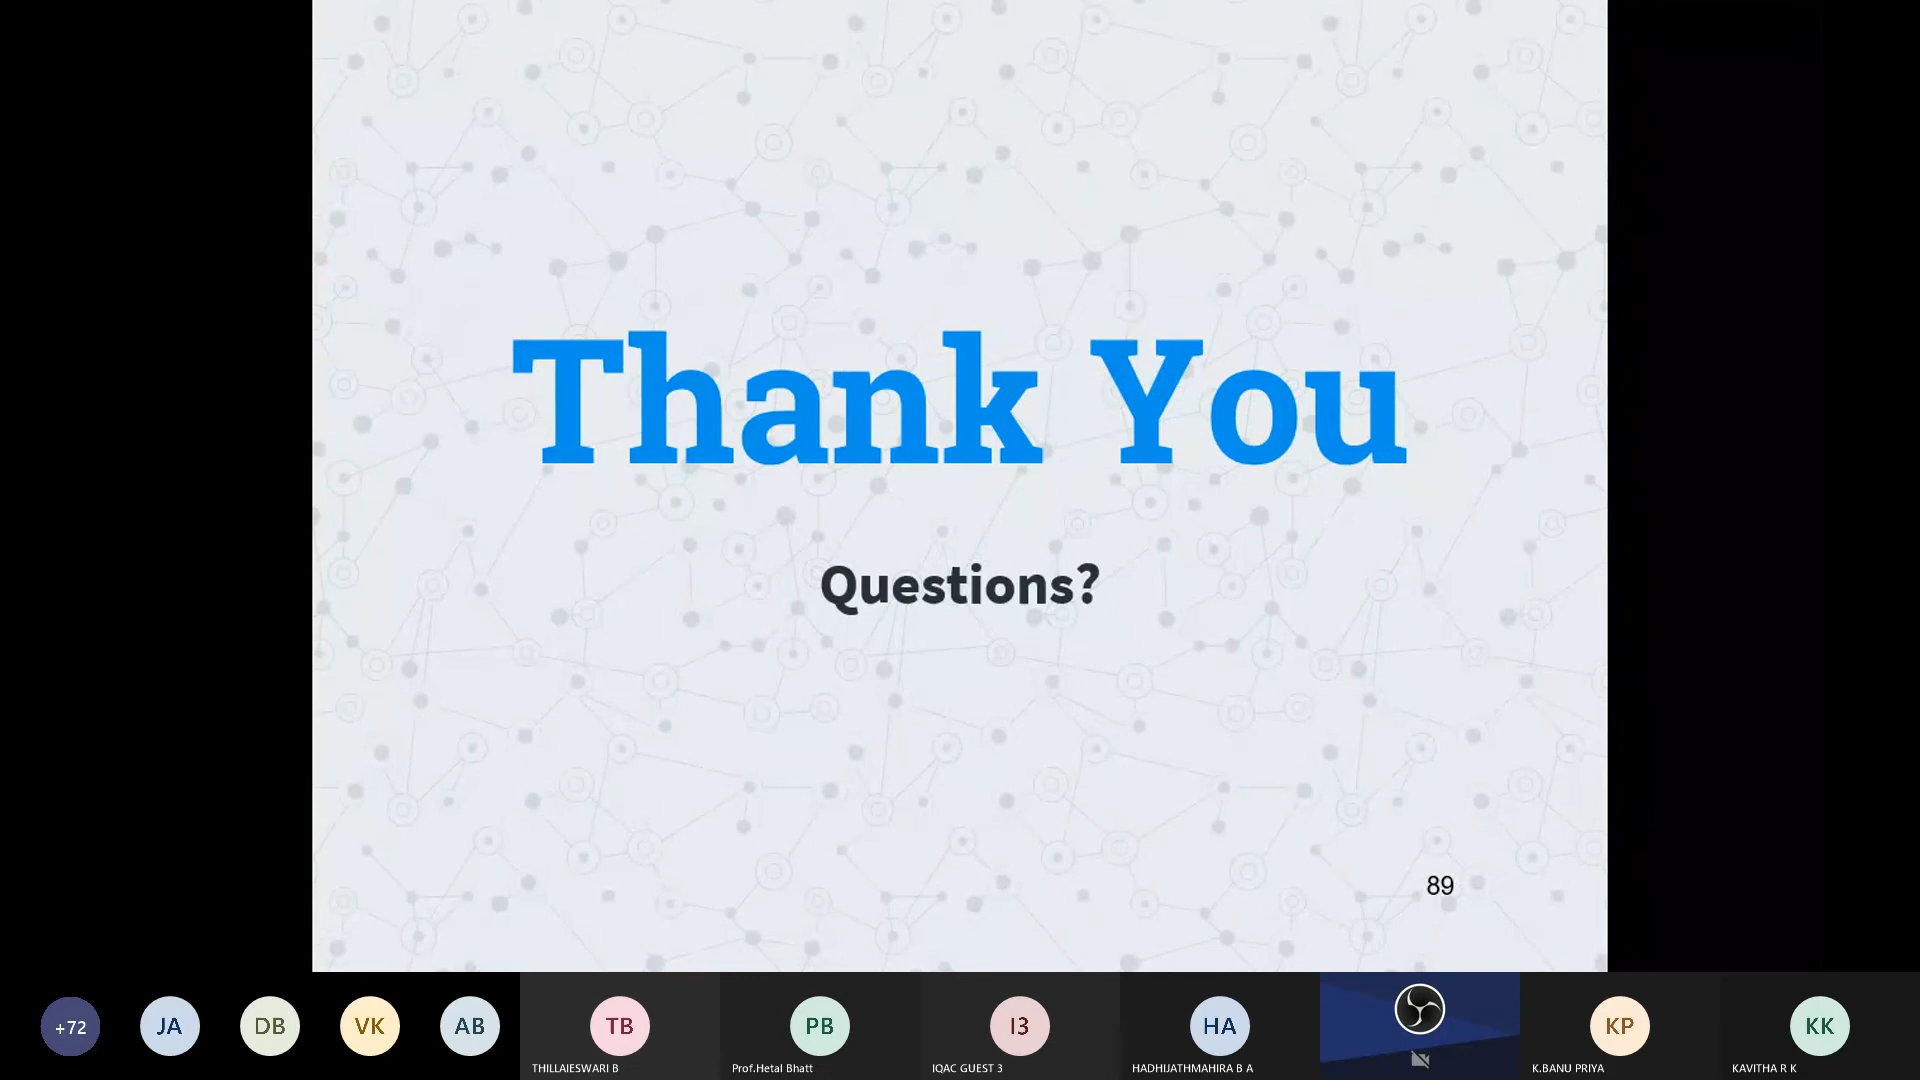 Thank You
Questions?
89
+72
JA
DB
VK
AB
TB
THILLAIESWARI B
PB
Prof.Hetal Bhatt
I3
IQAC GUEST 3
HA
HADHIJATHMAHIRA B A
KP
K.BANU PRIYA
KK
KAVITHA R K